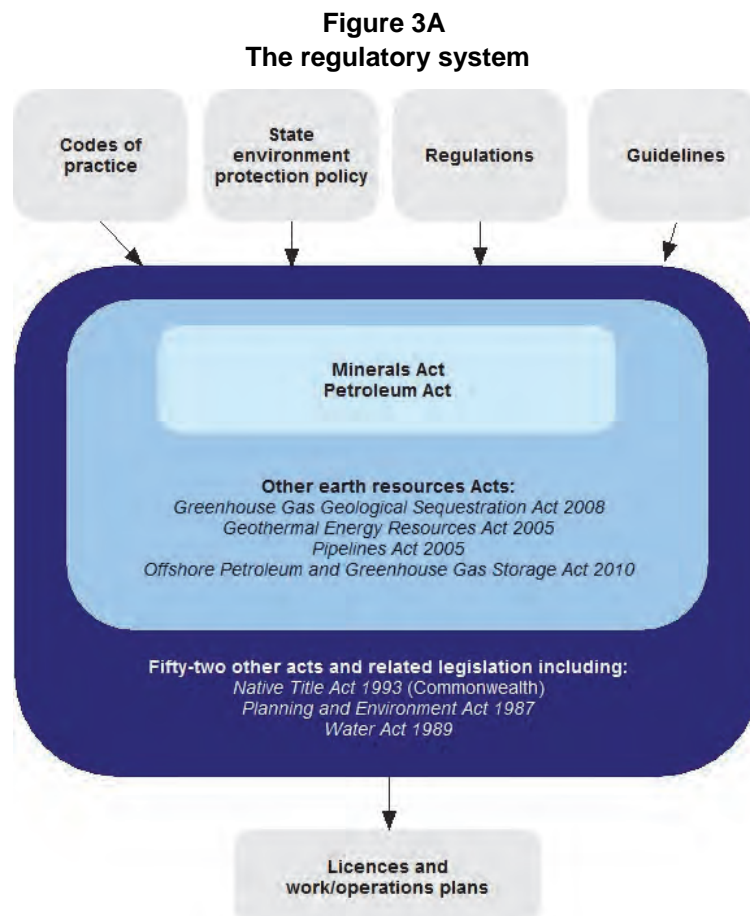 Figure 3A
The regulatory system
Codes of
practice
State
environment
protection policy
Regulations
Guidelines
Minerals Act
Petroleum Act
Other earth resources Acts:
Greenhouse Gas Geological Sequestration Act 2008
Geothermal Energy Resources Act 2005
Pipelines Act 2005
Offshore Petroleum and Greenhouse Gas Storage Act 2010
Fifty-two other acts and related legislation including:
Native Title Act 1993 (Commonwealth)
Planning and Environment Act 1987
Water Act 1989
Licences and
work/operations plans